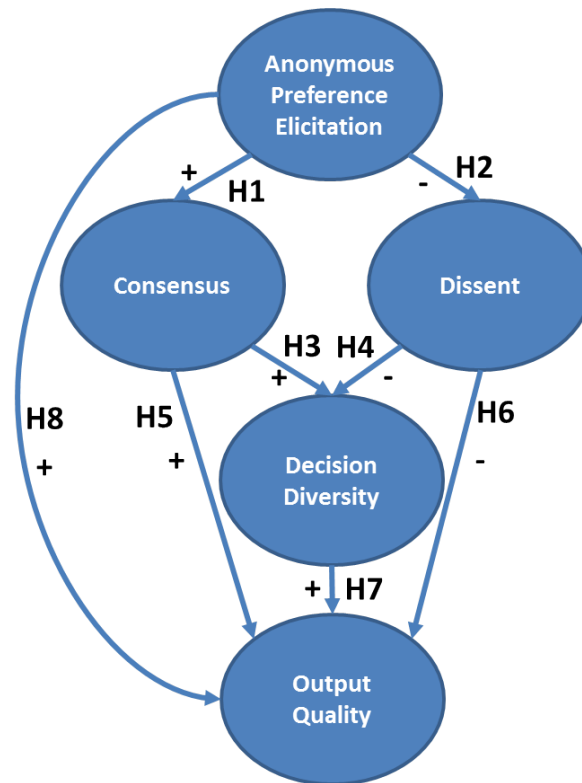 Anonymous
Preference
Elicitation
+
H1
H2
-
Consensus
Dissent
H3
+
H4
-
H8
+
H5
+
H6
-
Decision
Diversity
+
H7
Output
Quality